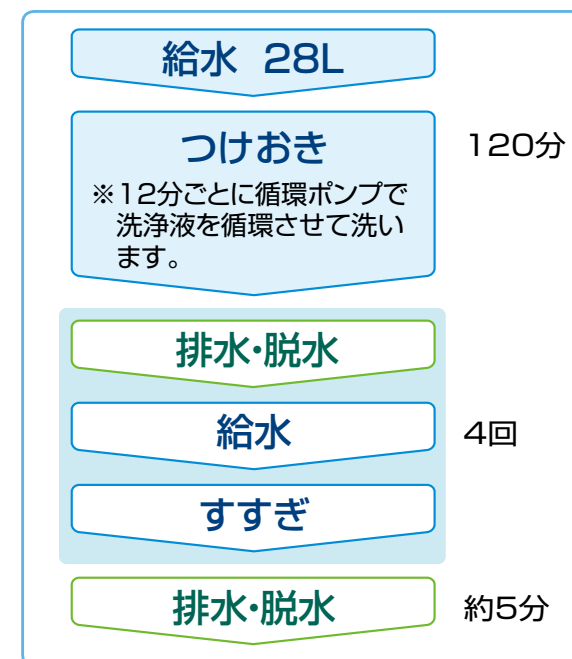 給水 28L
つけおき
120分
※12分ごとに循環ポンプで
洗浄液を循環させて洗い
ます。
排水・脱水
給水
4回
すすぎ
排水・脱水
約5分